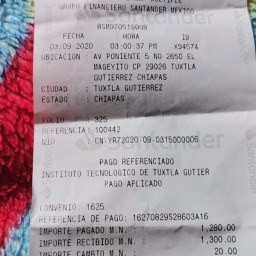 GRUPO FINANCIERO SANTANDER MEXICO
BSM970519DU8
FECHA HORA ID
03/09/2020 03:00:37 PM X94574
UBICACION : AV PONIENTE 5 NO 2650 EL
MAGEYITO CP 29026 TUXTLA
GUTIERREZ CHIAPAS
CIUDAD : TUXTLA GUTIERREZ
ESTADO : CHIAPAS
FOLIO : 325
REFERENCIA: 100442
PAGO REFERENCIADO
INSTITUTO TECNOLOGICO DE TUXTLA GUTIER
PAGO APLICADO
CONVENIO: 1625
REFERENCIA DE PAGO: 16270829S28603A16
IMPORTE PAGADO M.N. : 1,280.00
IMPORTE RECIBIDO M.N. : 1,300.00
IMPORTE CAMBIO M.N. 20.00